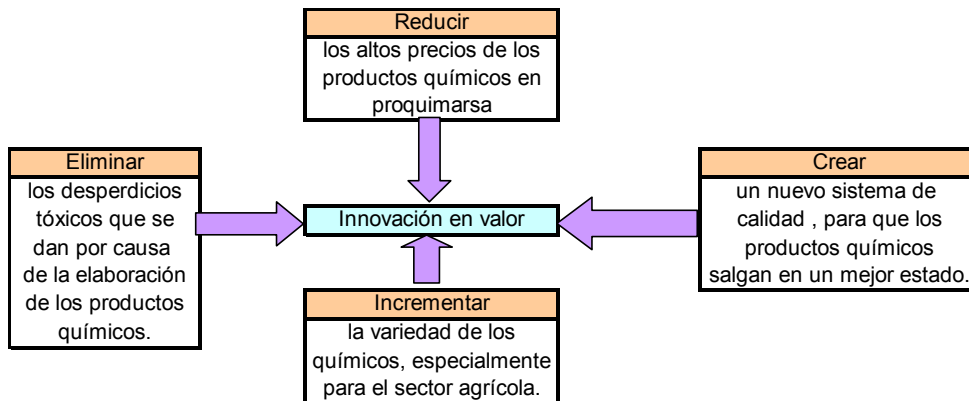 Reducir
los altos precios de los
productos químicos en
proquimarsa
Eliminar
los desperdicios
tóxicos que se
dan por causa
de la elaboración
de los productos
químicos.
Innovación en valor
Crear
un nuevo sistema de
calidad , para que los
productos químicos
salgan en un mejor estado.
Incrementar
la variedad de los
químicos, especialmente
para el sector agrícola.